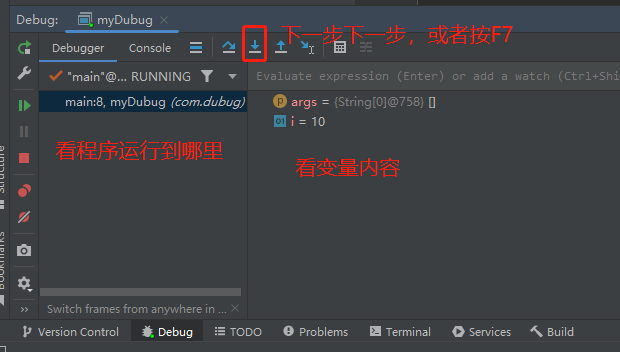 Debug: myDubug ×
Debugger Console
下一步下一步，或者按F7
"main"@... RUNNING
Evaluate expression (Enter) or add a watch (Ctrl+Shi
main:8, myDubug (com.dubug)
args = {String[0]@758} []
i = 10
看程序运行到哪里
看变量内容
Structure
Bookmarks
Switch frames from anywhere in ... ×
Version Control Debug TODO Problems Terminal Services Build